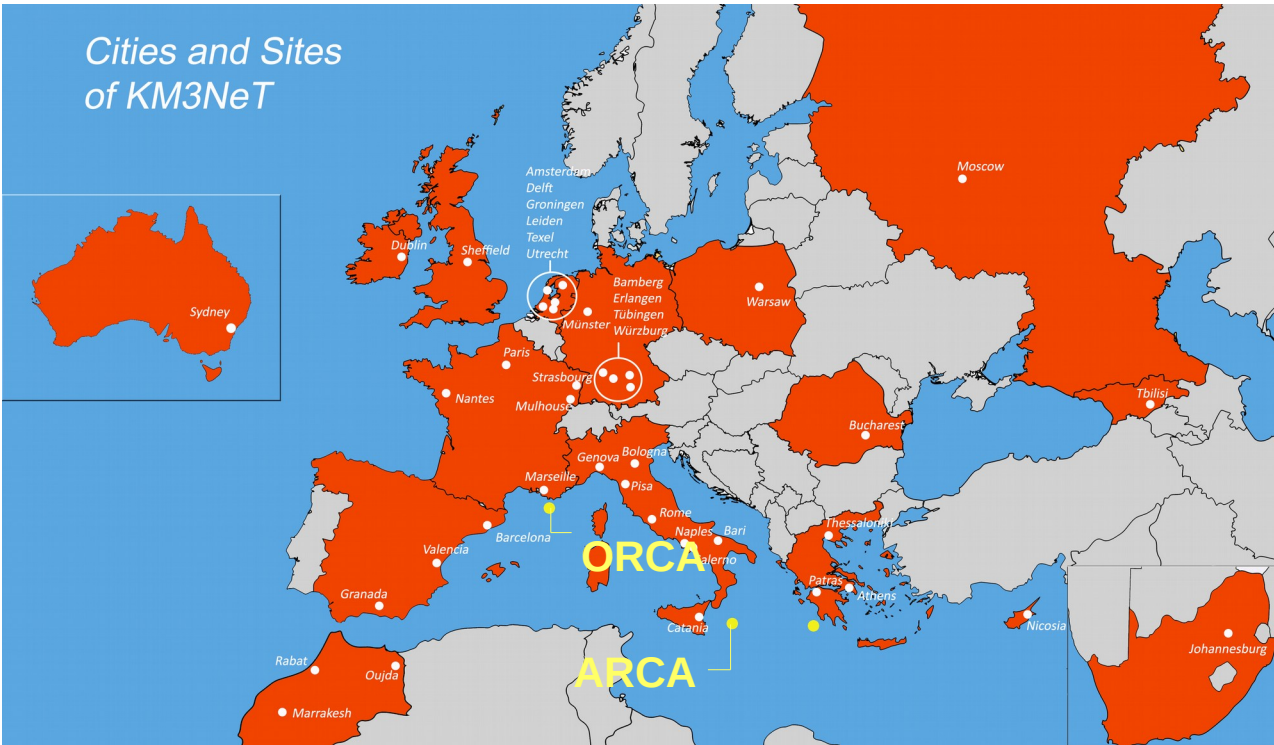 Cities and Sites
of KM3NeT
Moscow
Amsterdam
Delft
Groningen
Leiden
Texel
Utrecht
Dublin
Sheffield
Bamberg
Erlangen
Tübingen
Würzburg
Warsaw
Sydney
Münster
Paris
Strasbourg
Nantes
Mulhouse
Tbilisi
Bucharest
Genova
Bologna
Marseille
Pisa
Rome
Thessaloniki
Barcelona
Naples
Bari
Valencia
ORCA
Salerno
Granada
Patras
Athens
Catania
Nicosia
Johannesburg
Rabat
Oujda
ARCA
Marrakesh